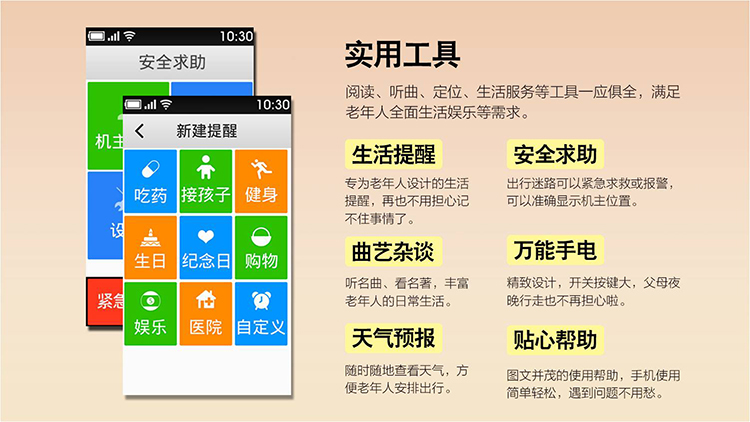 10:30
安全求助
机主
设
紧急
10:30
新建提醒
吃药
接孩子
健身
生日
纪念日
购物
娱乐
医院
自定义
实用工具
阅读、听曲、定位、生活服务等工具一应俱全，满足
老年人全面生活娱乐等需求。
生活提醒
专为老年人设计的生活
提醒，再也不用担心记
不住事情了。
安全求助
出行迷路可以紧急求救或报警，
可以准确显示机主位置。
曲艺杂谈
听名曲、看名著，丰富
老年人的日常生活。
万能手电
精致设计，开关按键大，父母夜
晚行走也不再担心啦。
天气预报
随时随地查看天气，方
便老年人安排出行。
贴心帮助
图文并茂的使用帮助，手机使用
简单轻松，遇到问题不用愁。